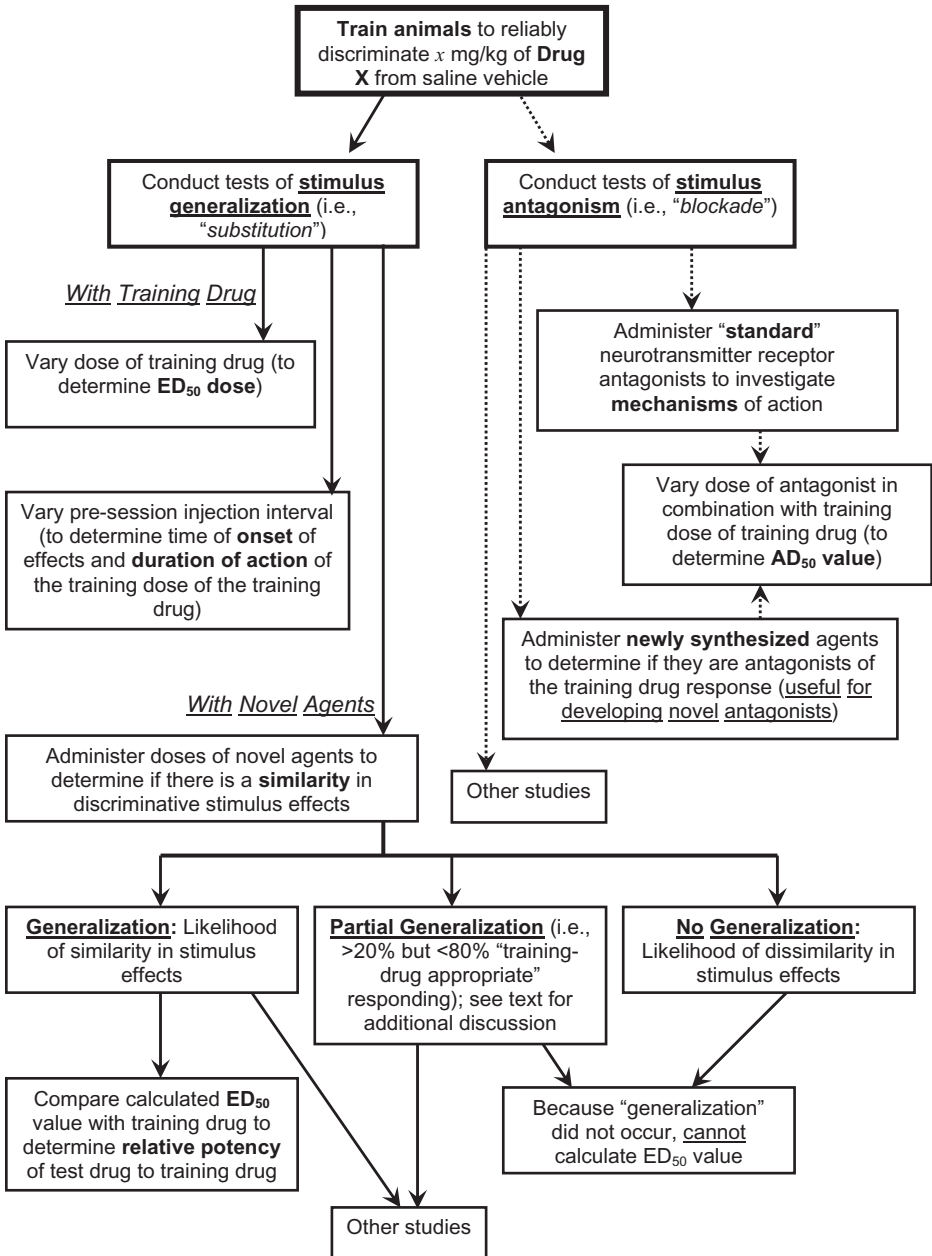 Train animals to reliably
discriminate x mg/kg of Drug
X from saline vehicle
Conduct tests of stimulus
generalization (i.e.,
“substitution”)
Conduct tests of stimulus
antagonism (i.e., “blockade”)
With Training Drug
Vary dose of training drug (to
determine ED₅₀ dose)
Administer “standard”
neurotransmitter receptor
antagonists to investigate
mechanisms of action
Vary dose of antagonist in
combination with training
dose of training drug (to
determine AD₅₀ value)
Vary pre-session injection interval
(to determine time of onset of
effects and duration of action of
the training dose of the training
drug)
Administer newly synthesized agents
to determine if they are antagonists of
the training drug response (useful for
developing novel antagonists)
With Novel Agents
Administer doses of novel agents to
determine if there is a similarity in
discriminative stimulus effects
Other studies
Generalization: Likelihood
of similarity in stimulus
effects
Partial Generalization (i.e.,
>20% but <80% “training-
drug appropriate”
responding); see text for
additional discussion
No Generalization:
Likelihood of dissimilarity in
stimulus effects
Compare calculated ED₅₀
value with training drug to
determine relative potency
of test drug to training drug
Because “generalization”
did not occur, cannot
calculate ED₅₀ value
Other studies